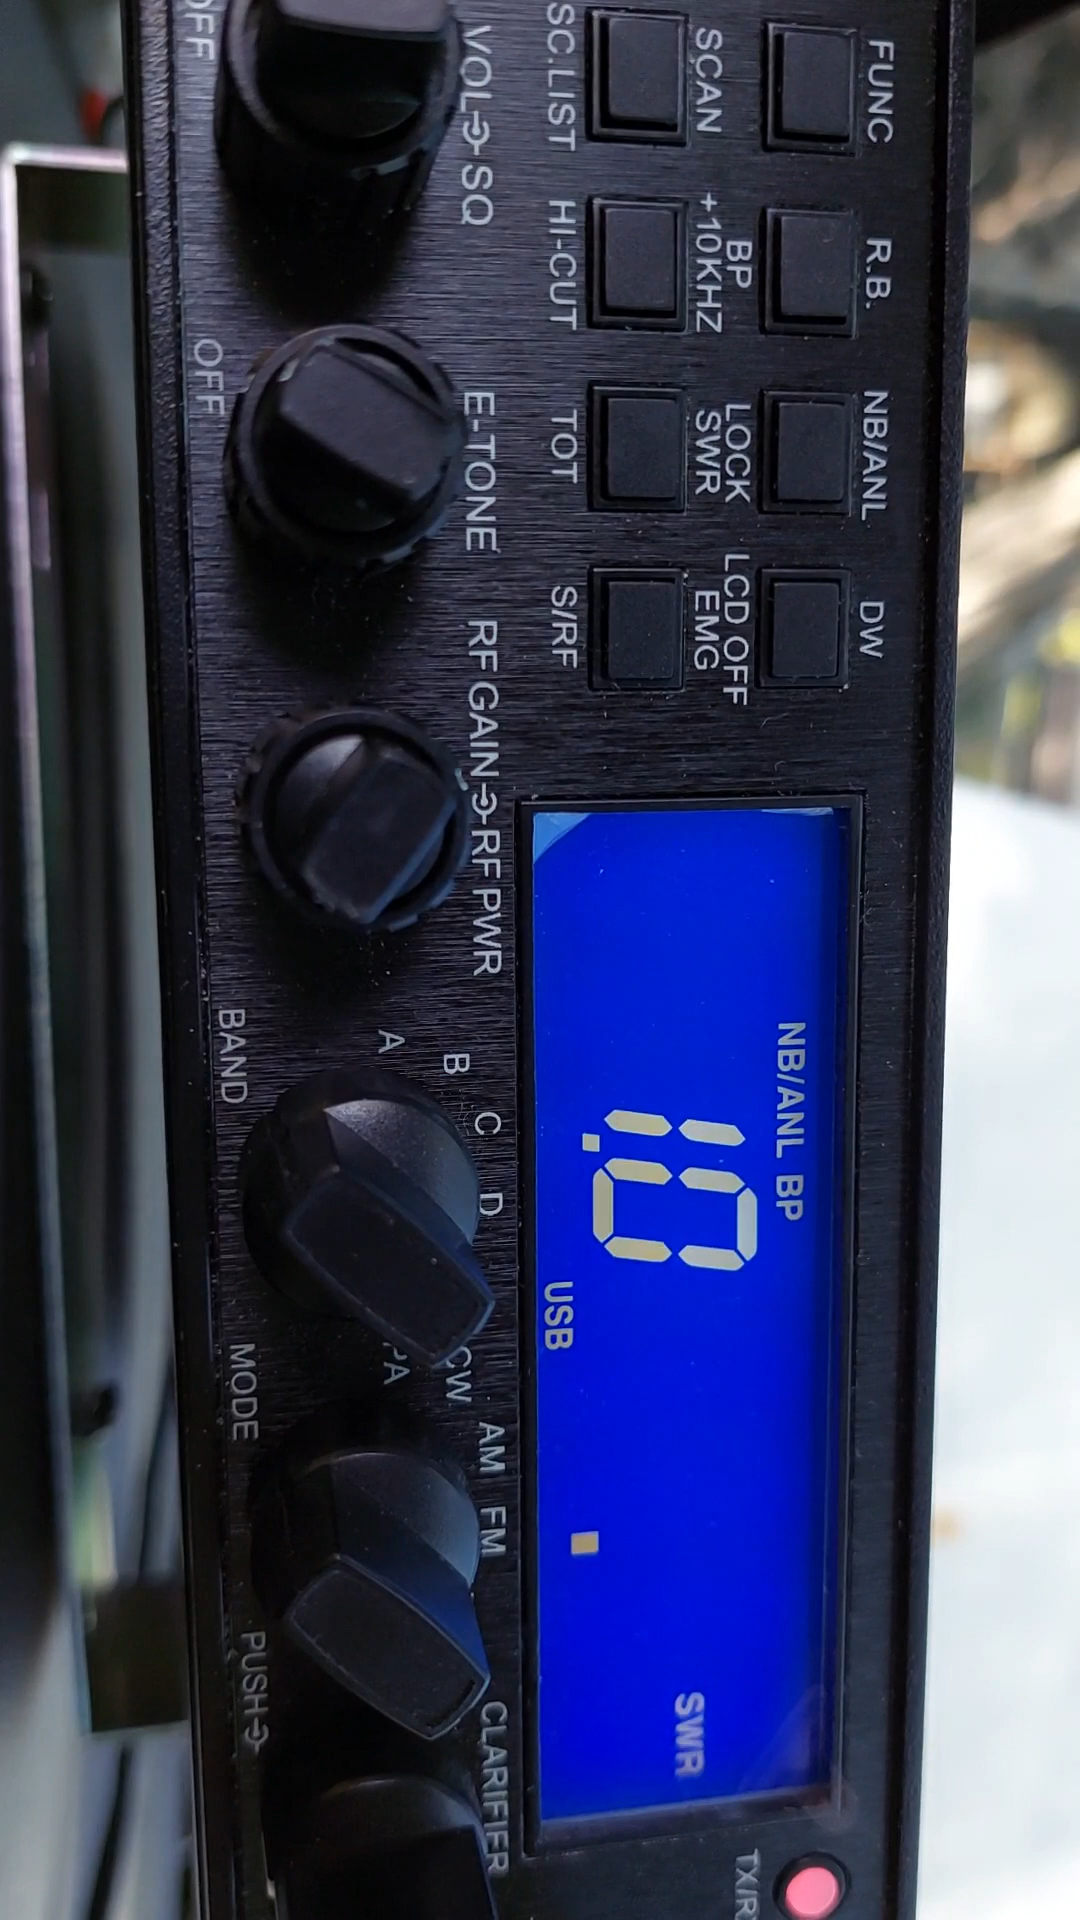 FUNC
R.B.
NB/ANL
DW
BP
LOCK
LCD OFF
SCAN
+10KHZ
SWR
EMG
SC.LIST
HI-CUT
TOT
S/RF
NB/ANL BP
1.0
USB
SWR
TX/R
VOL SQ
E-TONE
RF GAIN RF PWR
OFF
OFF
A
B
C
D
BAND
PA
CW
AM
FM
MODE
PUSH
CLARIFIER